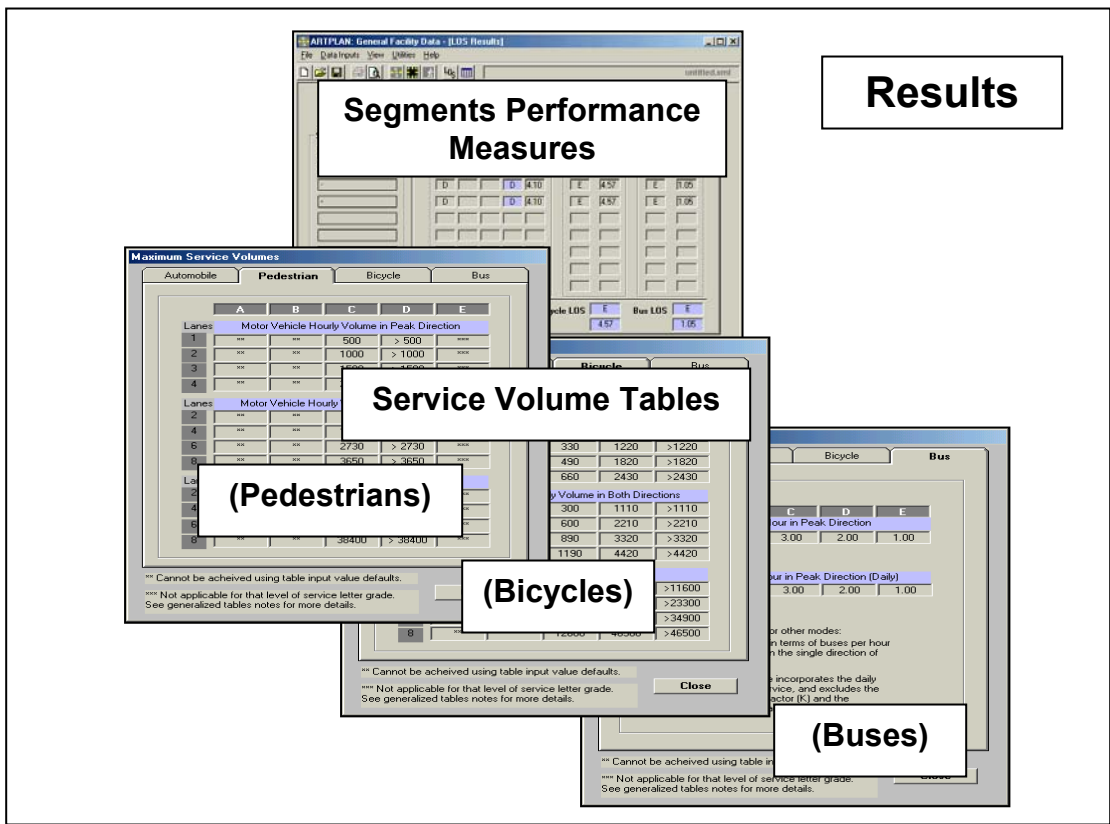 ARTPLAN: General Facility Data - [LOS Results]
File Data Inputs View Utilities Help
untitled.xml
Results
Segments Performance
Measures
D D 4.10 E 4.57 E 1.05
D D 4.10 E 4.57 E 1.05
LOS E Bus LOS E
4.57 1.05
Maximum Service Volumes
Automobile Pedestrian Bicycle Bus
A B C D E
Lanes Motor Vehicle Hourly Volume in Peak Direction
1 ** ** 500 > 500 ***
2 ** ** 1000 > 1000 ***
3 ** **
4 ** **
Lanes Motor Vehicle
2 ** **
4 ** **
6 ** ** 2730 > 2730 ***
8 3650 > 3650
2
4
6
8 38400 > 38400
** Cannot be acheived using table input value defaults.
*** Not applicable for that level of service letter grade.
See generalized tables notes for more details.
Service Volume Tables
(Pedestrians)
Bicycle Bus
330 1220 >1220
490 1820 >1820
660 2430 >2430
Volume in Both Directions
300 1110 >1110
600 2210 >2210
890 3320 >3320
1190 4420 >4420
>11600
>23300
>34900
8 >46500
(Bicycles)
** Cannot be acheived using table input value defaults.
*** Not applicable for that level of service letter grade.
See generalized tables notes for more details.
Close
Bicycle Bus
C D E
in Peak Direction
3.00 2.00 1.00
in Peak Direction (Daily)
3.00 2.00 1.00
other modes:
in terms of buses per hour
the single direction of
incorporates the daily
and excludes the
(K) and the
(Buses)
** Cannot be acheived using table
*** Not applicable for that level of service letter grade.
See generalized tables notes for more details.